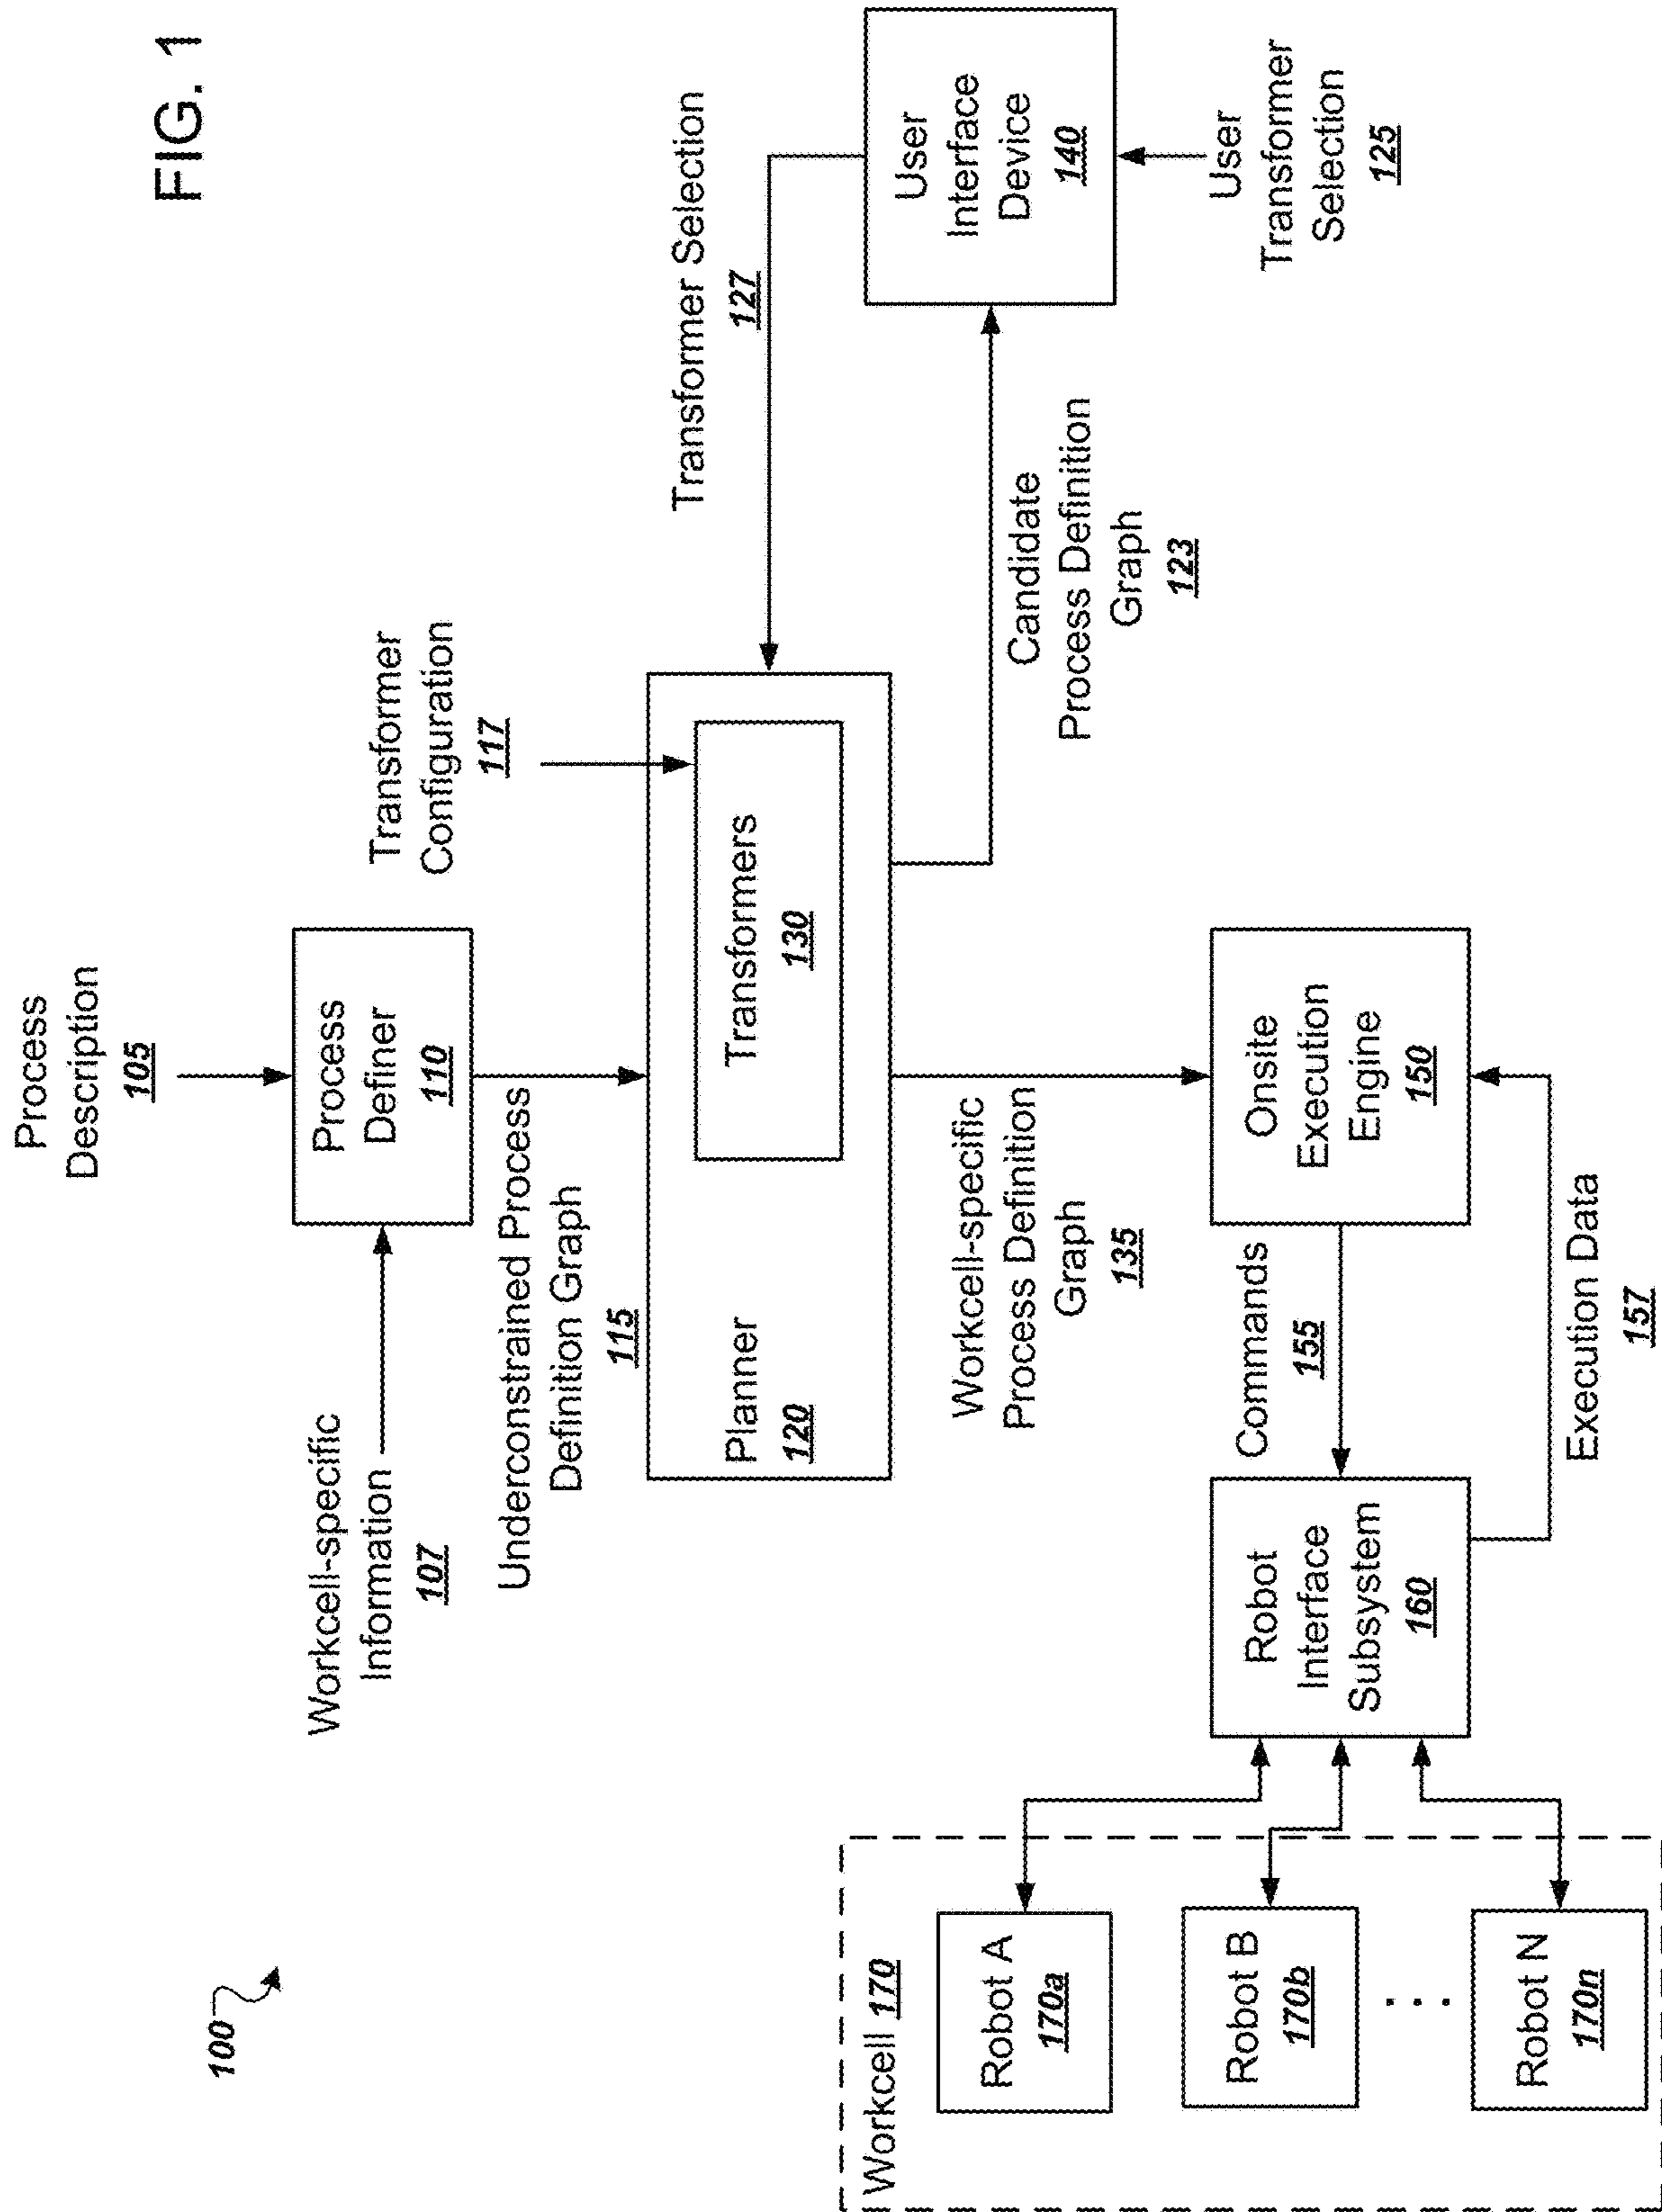 FIG. 1
100
Process
Description
105
Workcell-specific
Information
107
Process
Definer
110
Transformer
Configuration
117
Underconstrained Process
Definition Graph
115
Planner
120
Transformers
130
Transformer Selection
127
Candidate
Process Definition
Graph
123
User
Interface
Device
140
User
Transformer
Selection
125
Workcell-specific
Process Definition
Graph
135
Onsite
Execution
Engine
150
Commands
155
Execution Data
157
Robot
Interface
Subsystem
160
Workcell 170
Robot A
170a
Robot B
170b
. . .
Robot N
170n